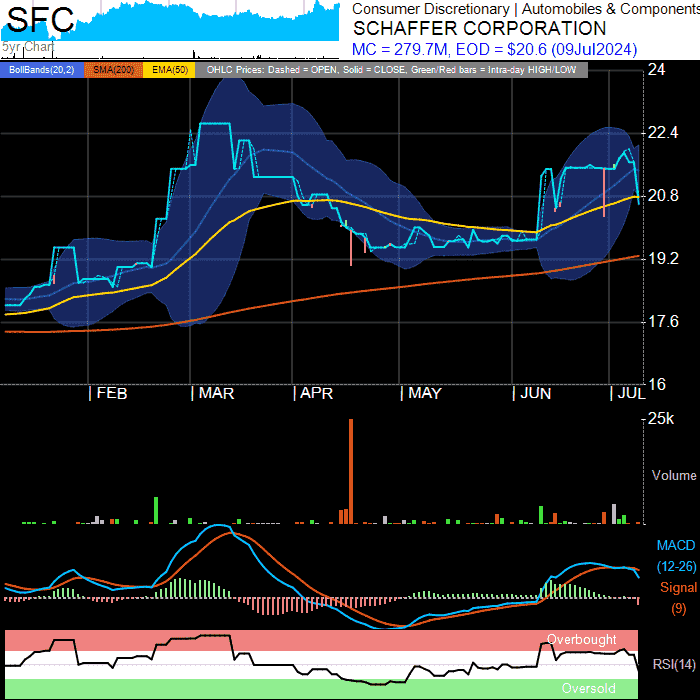 SFC
5yr Chart
Consumer Discretionary | Automobiles & Components
SCHAFFER CORPORATION
MC = 279.7M, EOD = $20.6 (09Jul2024)
BollBands(20,2) SMA(200) EMA(50) OHLC Prices: Dashed = OPEN, Solid = CLOSE, Green/Red bars = Intra-day HIGH/LOW
24
22.4
20.8
19.2
17.6
16
| FEB | MAR | APR | MAY | JUN | JUL
25k
Volume
MACD
(12-26)
Signal
(9)
Overbought
RSI(14)
Oversold